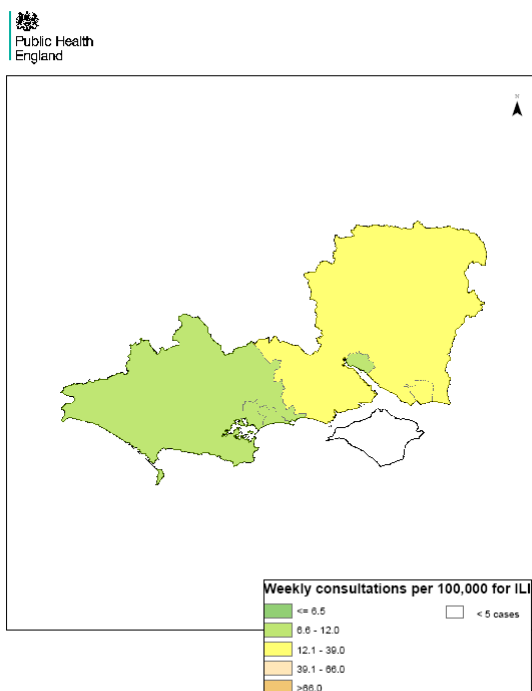 Public Health
England
N
Weekly consultations per 100,000 for ILI
<= 6.5
6.6 - 12.0
12.1 - 39.0
39.1 - 66.0
>66.0
< 5 cases